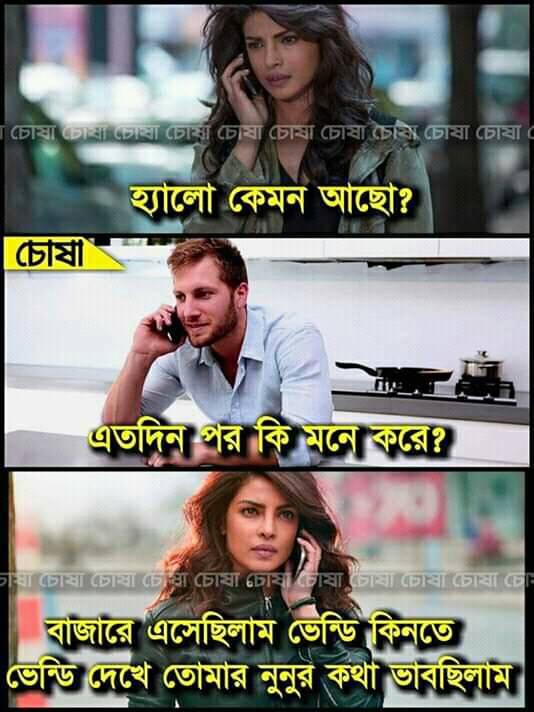 চোষা চোষা চোষা চোষা চোষা চোষা চোষা চোষা চোষা চোষা
হ্যালো কেমন আছো?
চোষা
এতদিন পর কি মনে করে?
চোষা চোষা চোষা চোষা চোষা চোষা চোষা চোষা চোষা চোষা
বাজারে এসেছিলাম ভেন্ডি কিনতে
ভেন্ডি দেখে তোমার নুনুর কথা ভাবছিলাম